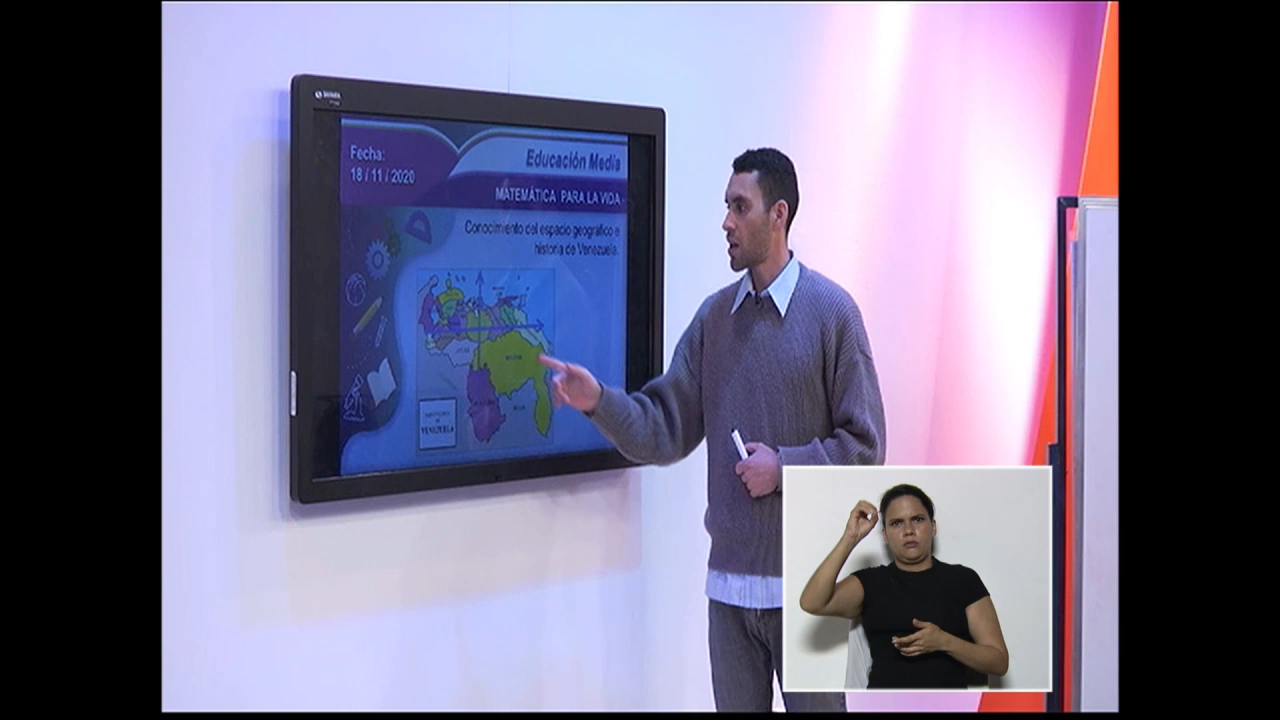 Fecha:
18 / 11 / 2020
Educación Media
MATEMÁTICA PARA LA VIDA
Conocimiento del espacio geográfico e
historia de Venezuela.
VENEZUELA